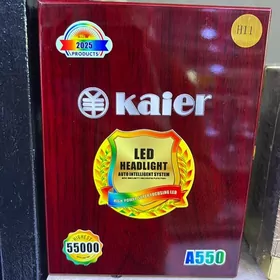 H11
2025
PRODUCTS
Kaier
LED
HEADLIGHT
AUTO INTELLIGENT SYSTEM
55000
A550